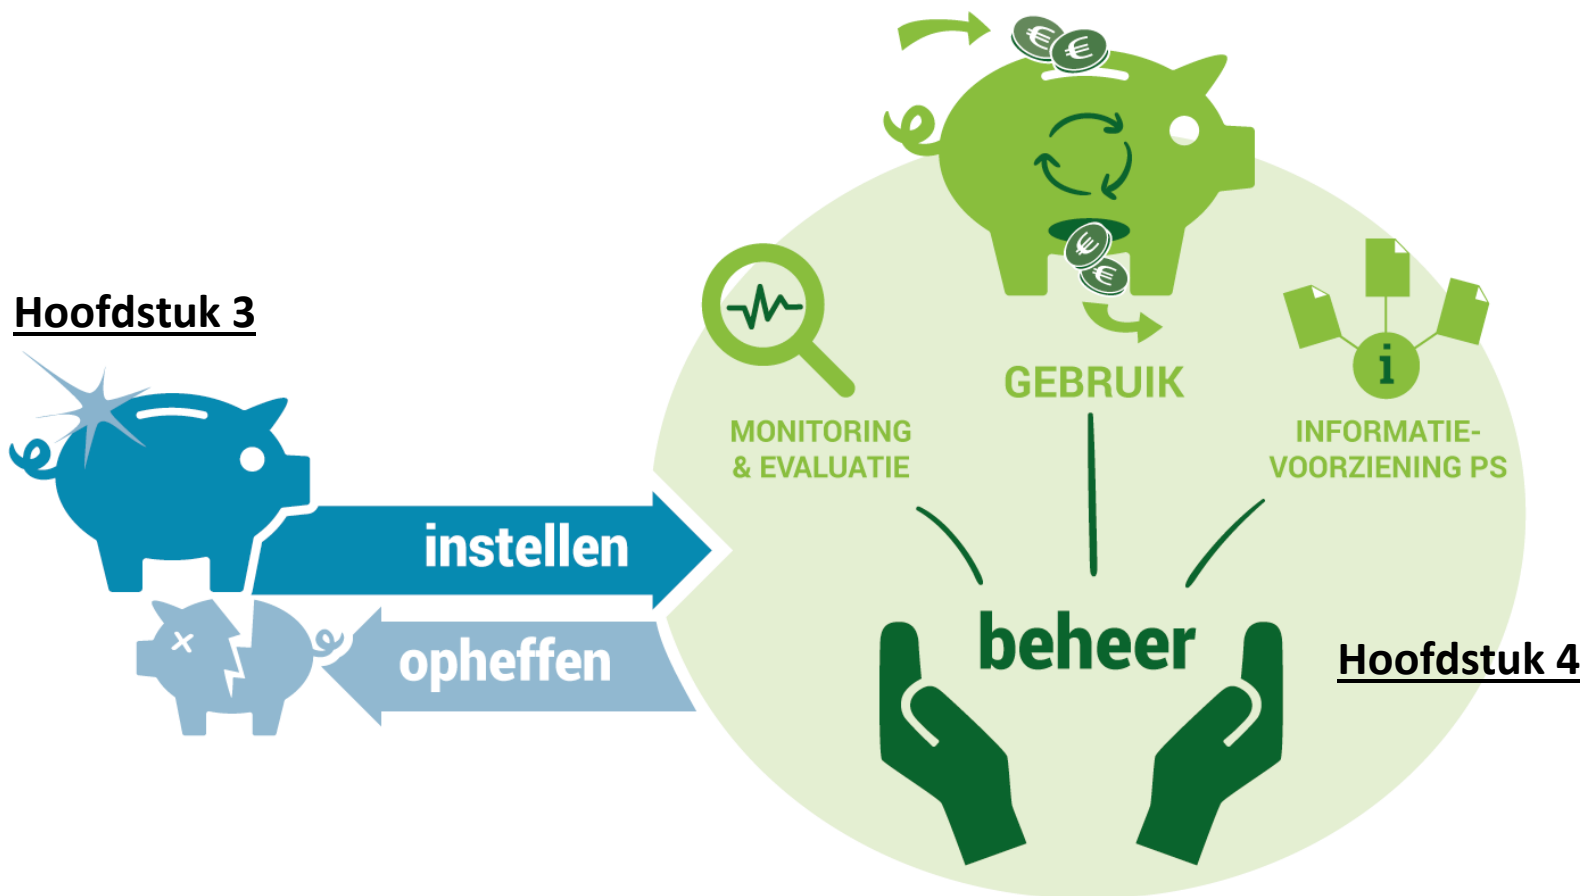 Hoofdstuk 3
instellen
opheffen
MONITORING
& EVALUATIE
GEBRUIK
INFORMATIE-
VOORZIENING PS
beheer
Hoofdstuk 4
€
€
€
€
i